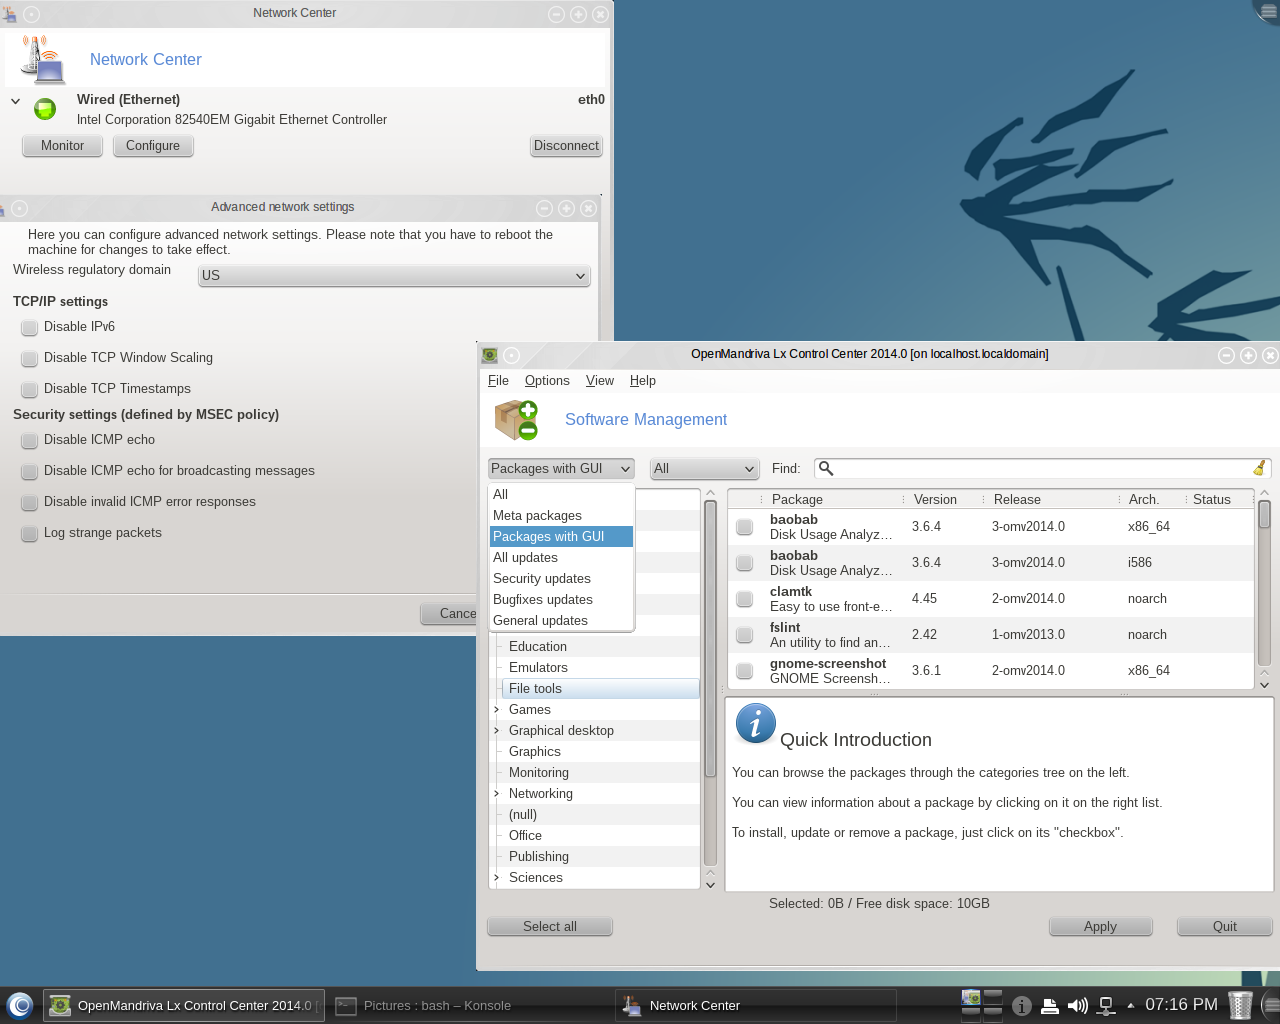 Network Center
Network Center
Wired (Ethernet)
eth0
Intel Corporation 82540EM Gigabit Ethernet Controller
Monitor
Configure
Disconnect
Advanced network settings
Here you can configure advanced network settings. Please note that you have to reboot the
machine for changes to take effect.
Wireless regulatory domain
US
TCP/IP settings
Disable IPv6
Disable TCP Window Scaling
Disable TCP Timestamps
Security settings (defined by MSEC policy)
Disable ICMP echo
Disable ICMP echo for broadcasting messages
Disable invalid ICMP error responses
Log strange packets
Cance
OpenMandriva Lx Control Center 2014.0 [on localhost.localdomain]
File Options View Help
Software Management
Packages with GUI
All
Find:
All
Meta packages
Packages with GUI
All updates
Security updates
Bugfixes updates
General updates
Education
Emulators
File tools
Games
Graphical desktop
Graphics
Monitoring
Networking
(null)
Office
Publishing
Sciences
Package Version Release Arch. Status
baobab
Disk Usage Analyz... 3.6.4 3-omv2014.0 x86_64
baobab
Disk Usage Analyz... 3.6.4 3-omv2014.0 i586
clamtk
Easy to use front-e... 4.45 2-omv2014.0 noarch
fslint
An utility to find an... 2.42 1-omv2013.0 noarch
gnome-screenshot
GNOME Screensh... 3.6.1 2-omv2014.0 x86_64
Quick Introduction
You can browse the packages through the categories tree on the left.
You can view information about a package by clicking on it on the right list.
To install, update or remove a package, just click on its "checkbox".
Selected: 0B / Free disk space: 10GB
Select all
Apply
Quit
OpenMandriva Lx Control Center 2014.0 [
Pictures : bash – Konsole
Network Center
07:16 PM